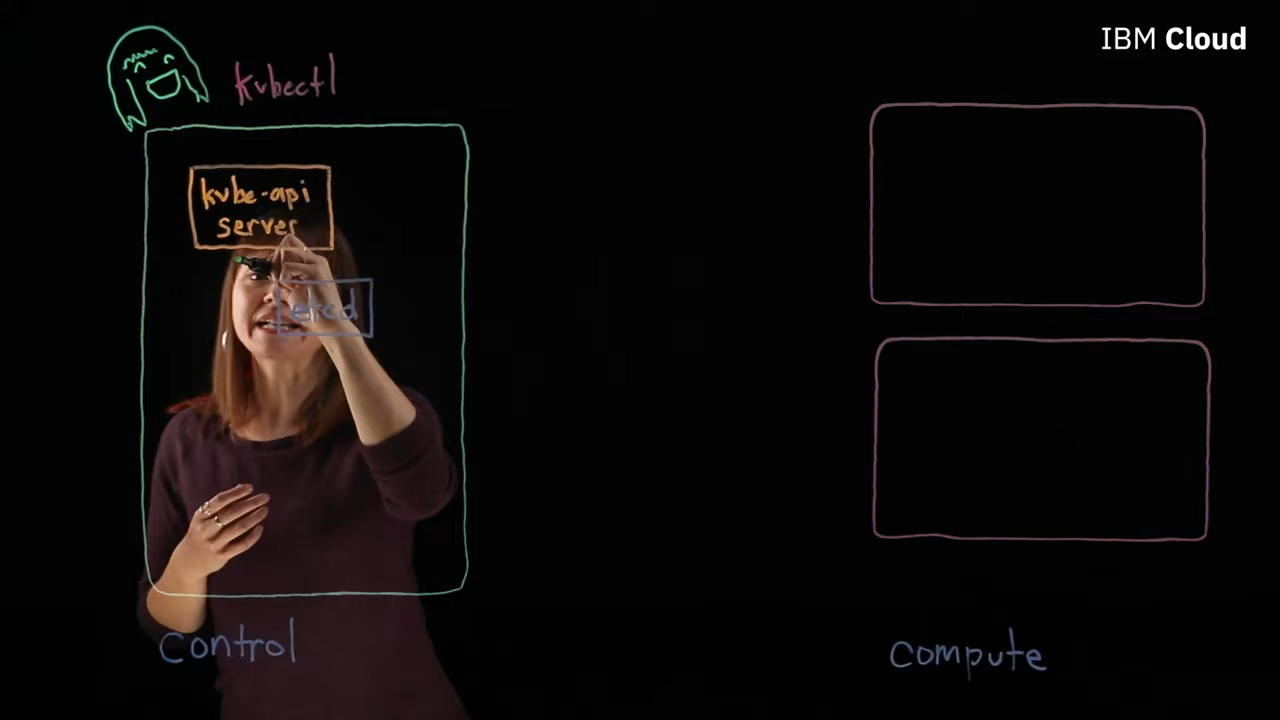 IBM Cloud
kubectl
kube-api
server
etcd
control
compute